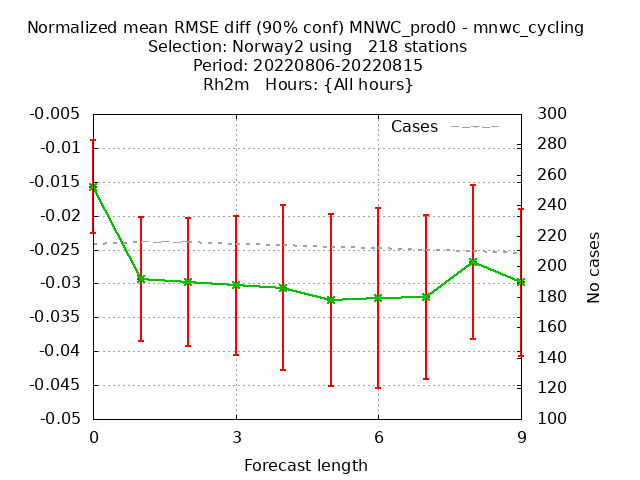 Normalized mean RMSE diff (90% conf) MNWC_prod0 - mnwc_cycling
Selection: Norway2 using   218 stations
Period: 20220806-20220815
Rh2m   Hours: {All hours}
Cases
-0.005
-0.01
-0.015
-0.02
-0.025
-0.03
-0.035
-0.04
-0.045
-0.05
300
280
260
240
220
200
180
160
140
120
100
No cases
0 3 6 9
Forecast length